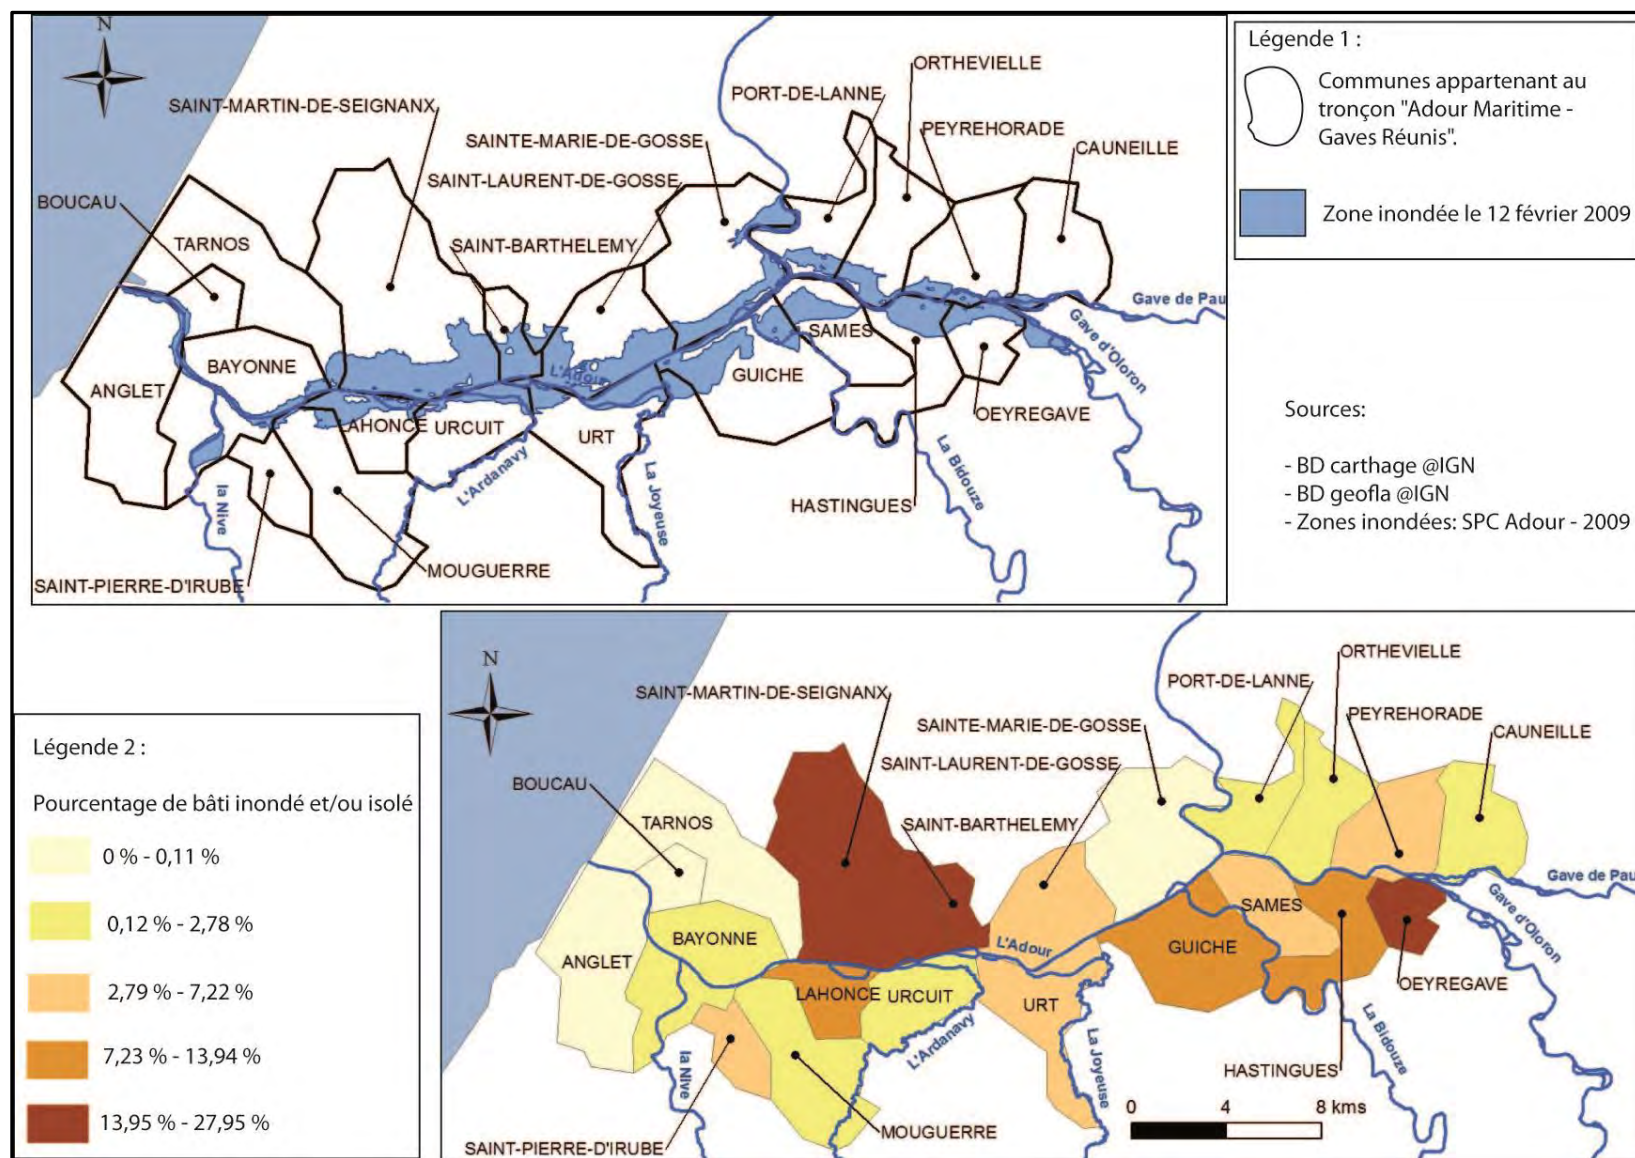 N
SAINT-MARTIN-DE-SEIGNANX
PORT-DE-LANNE
ORTHEVIELLE
SAINTE-MARIE-DE-GOSSE
PEYREHORADE
CAUNEILLE
SAINT-LAURENT-DE-GOSSE
BOUCAU
TARNOS
SAINT-BARTHELEMY
Gave de Pau
Gave d'Oloron
SAMES
BAYONNE
L'Adour
GUICHE
ANGLET
OEYREGAVE
LAHONCE
URCUIT
URT
L'Ardanavy
La Joyeuse
La Bidouze
la Nive
HASTINGUES
MOUGUERRE
SAINT-PIERRE-D'IRUBE
Légende 1 :
Communes appartenant au
tronçon "Adour Maritime -
Gaves Réunis".
Zone inondée le 12 février 2009
Sources:
- BD carthage @IGN
- BD geofla @IGN
- Zones inondées: SPC Adour - 2009
Légende 2 :
Pourcentage de bâti inondé et/ou isolé
0 % - 0,11 %
0,12 % - 2,78 %
2,79 % - 7,22 %
7,23 % - 13,94 %
13,95 % - 27,95 %
N
ORTHEVIELLE
PORT-DE-LANNE
SAINT-MARTIN-DE-SEIGNANX
PEYREHORADE
SAINTE-MARIE-DE-GOSSE
CAUNEILLE
SAINT-LAURENT-DE-GOSSE
BOUCAU
TARNOS
SAINT-BARTHELEMY
Gave de Pau
Gave d'Oloron
SAMES
BAYONNE
L'Adour
GUICHE
ANGLET
OEYREGAVE
LAHONCE
URCUIT
URT
L'Ardanavy
La Joyeuse
La Bidouze
la Nive
HASTINGUES
MOUGUERRE
SAINT-PIERRE-D'IRUBE
0 4 8 kms